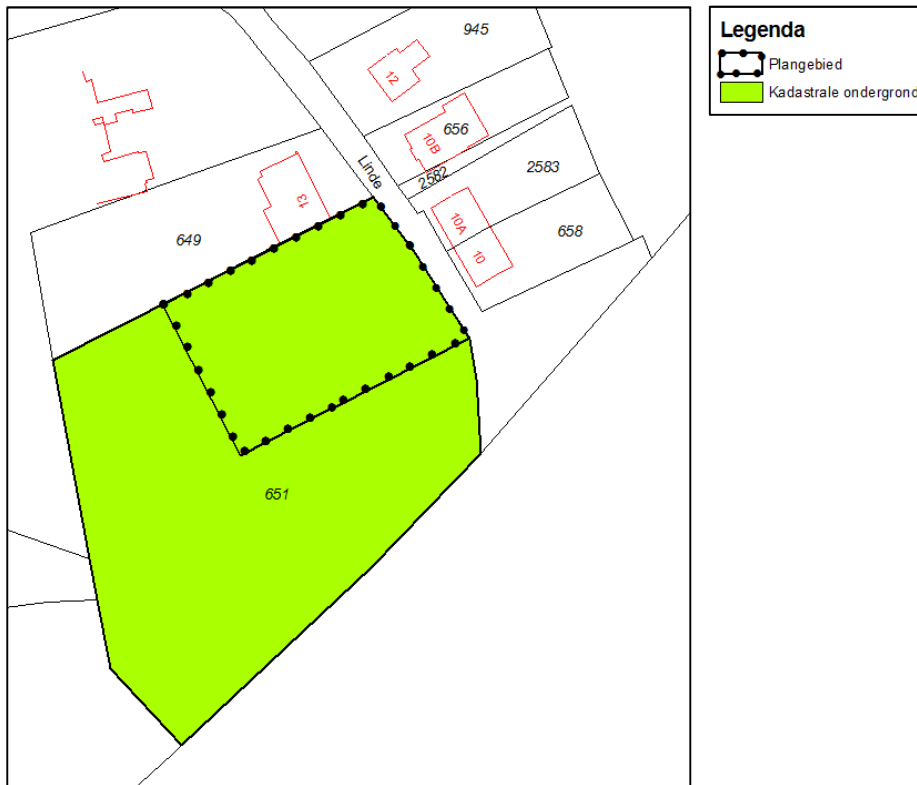 945
12
656
10B
Linde
2582
2583
10A
658
10
13
649
651
Legenda
Plangebied
Kadastrale ondergrond